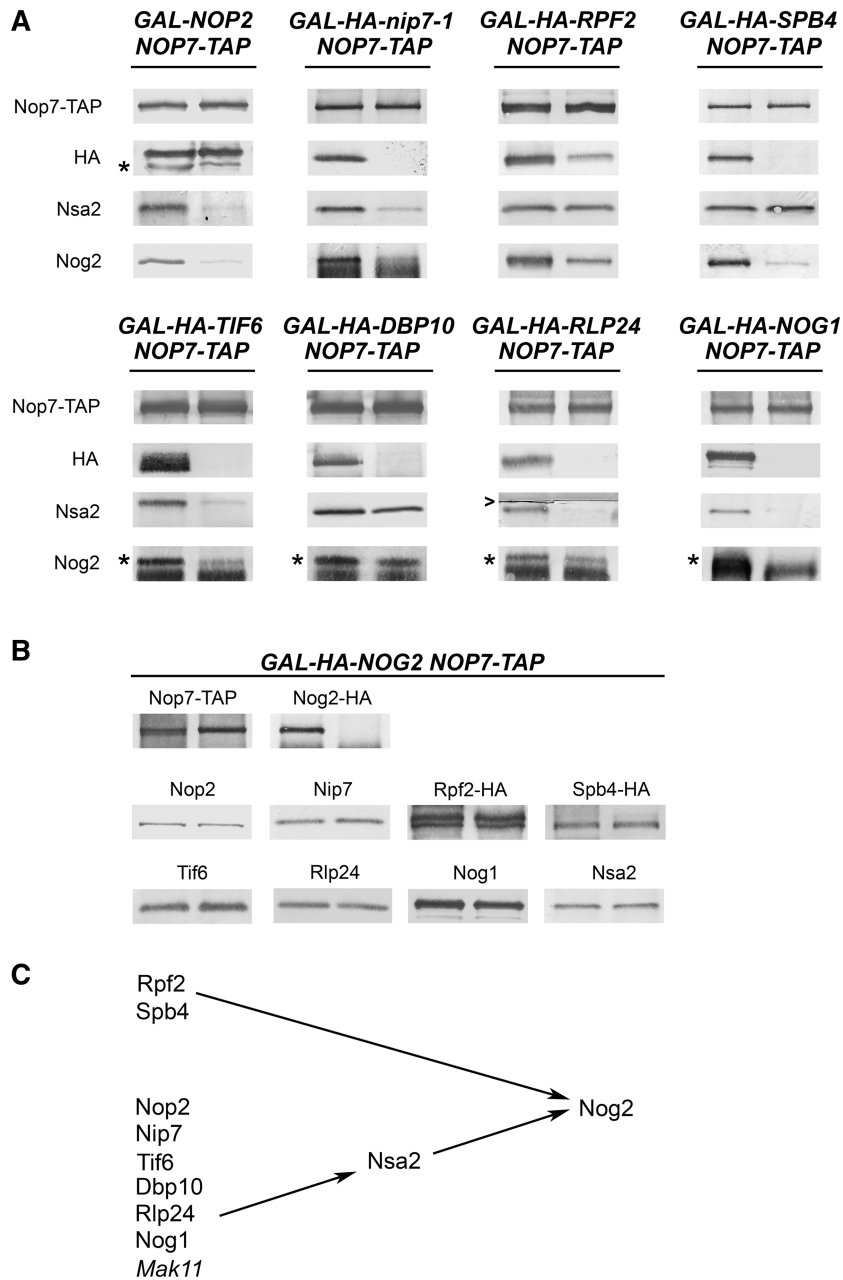 A
GAL-NOP2 GAL-HA-nip7-1 GAL-HA-RPF2 GAL-HA-SPB4
NOP7-TAP NOP7-TAP NOP7-TAP NOP7-TAP
Nop7-TAP
HA
*
Nsa2
Nog2
GAL-HA-TIF6 GAL-HA-DBP10 GAL-HA-RLP24 GAL-HA-NOG1
NOP7-TAP NOP7-TAP NOP7-TAP NOP7-TAP
Nop7-TAP
HA
Nsa2 >
Nog2 * * * *
B
GAL-HA-NOG2 NOP7-TAP
Nop7-TAP Nog2-HA
Nop2 Nip7 Rpf2-HA Spb4-HA
Tif6 Rlp24 Nog1 Nsa2
C
Rpf2
Spb4
Nop2
Nog2
Nip7
Tif6
Nsa2
Dbp10
Rlp24
Nog1
Mak11